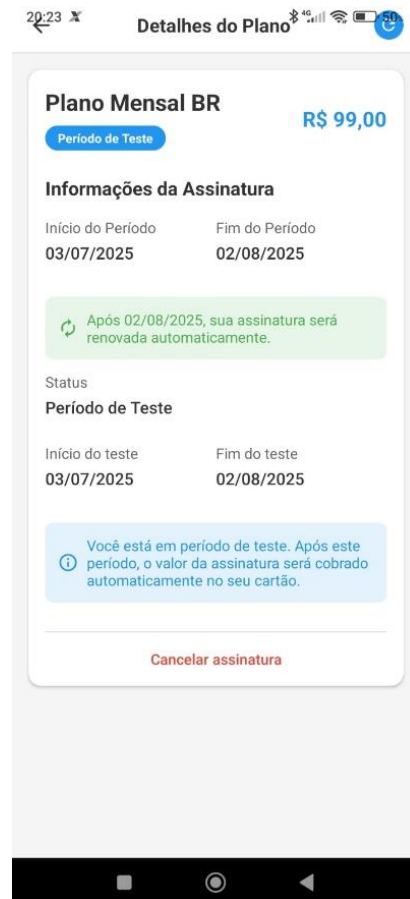 20:23
Detalhes do Plano
4G
50
Plano Mensal BR
R$ 99,00
Período de Teste
Informações da Assinatura
Início do Período
Fim do Período
03/07/2025
02/08/2025
Após 02/08/2025, sua assinatura será
renovada automaticamente.
Status
Período de Teste
Início do teste
Fim do teste
03/07/2025
02/08/2025
Você está em período de teste. Após este
período, o valor da assinatura será cobrado
automaticamente no seu cartão.
Cancelar assinatura